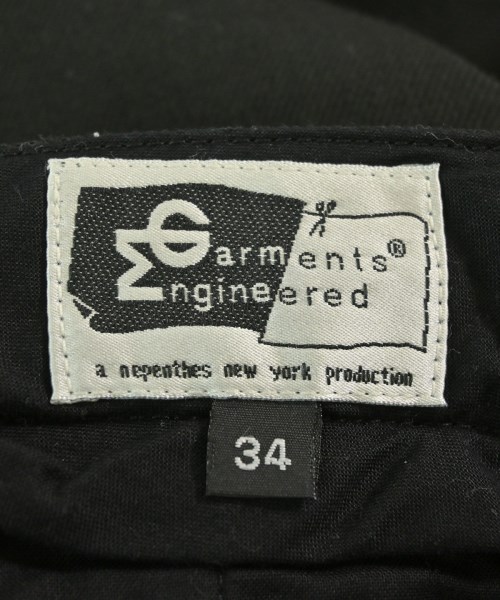 Garments®
Engineered
a nepenthes new york production
34